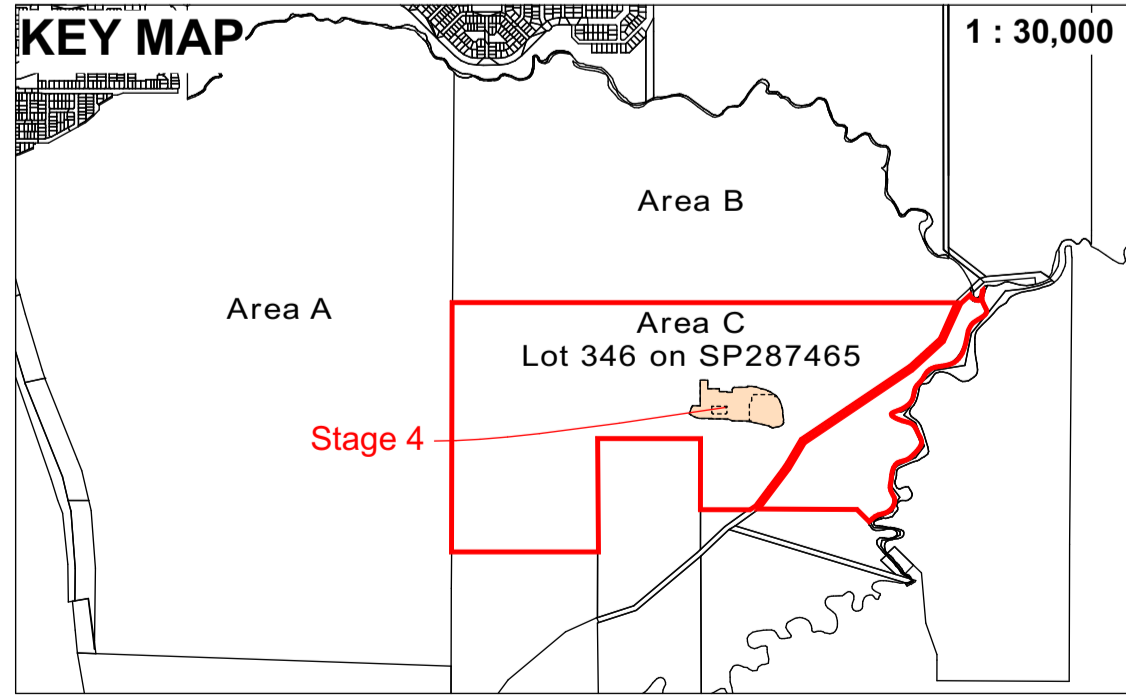 KEY MAP
1 : 30,000
Area B
Area A
Area C
Lot 346 on SP287465
Stage 4